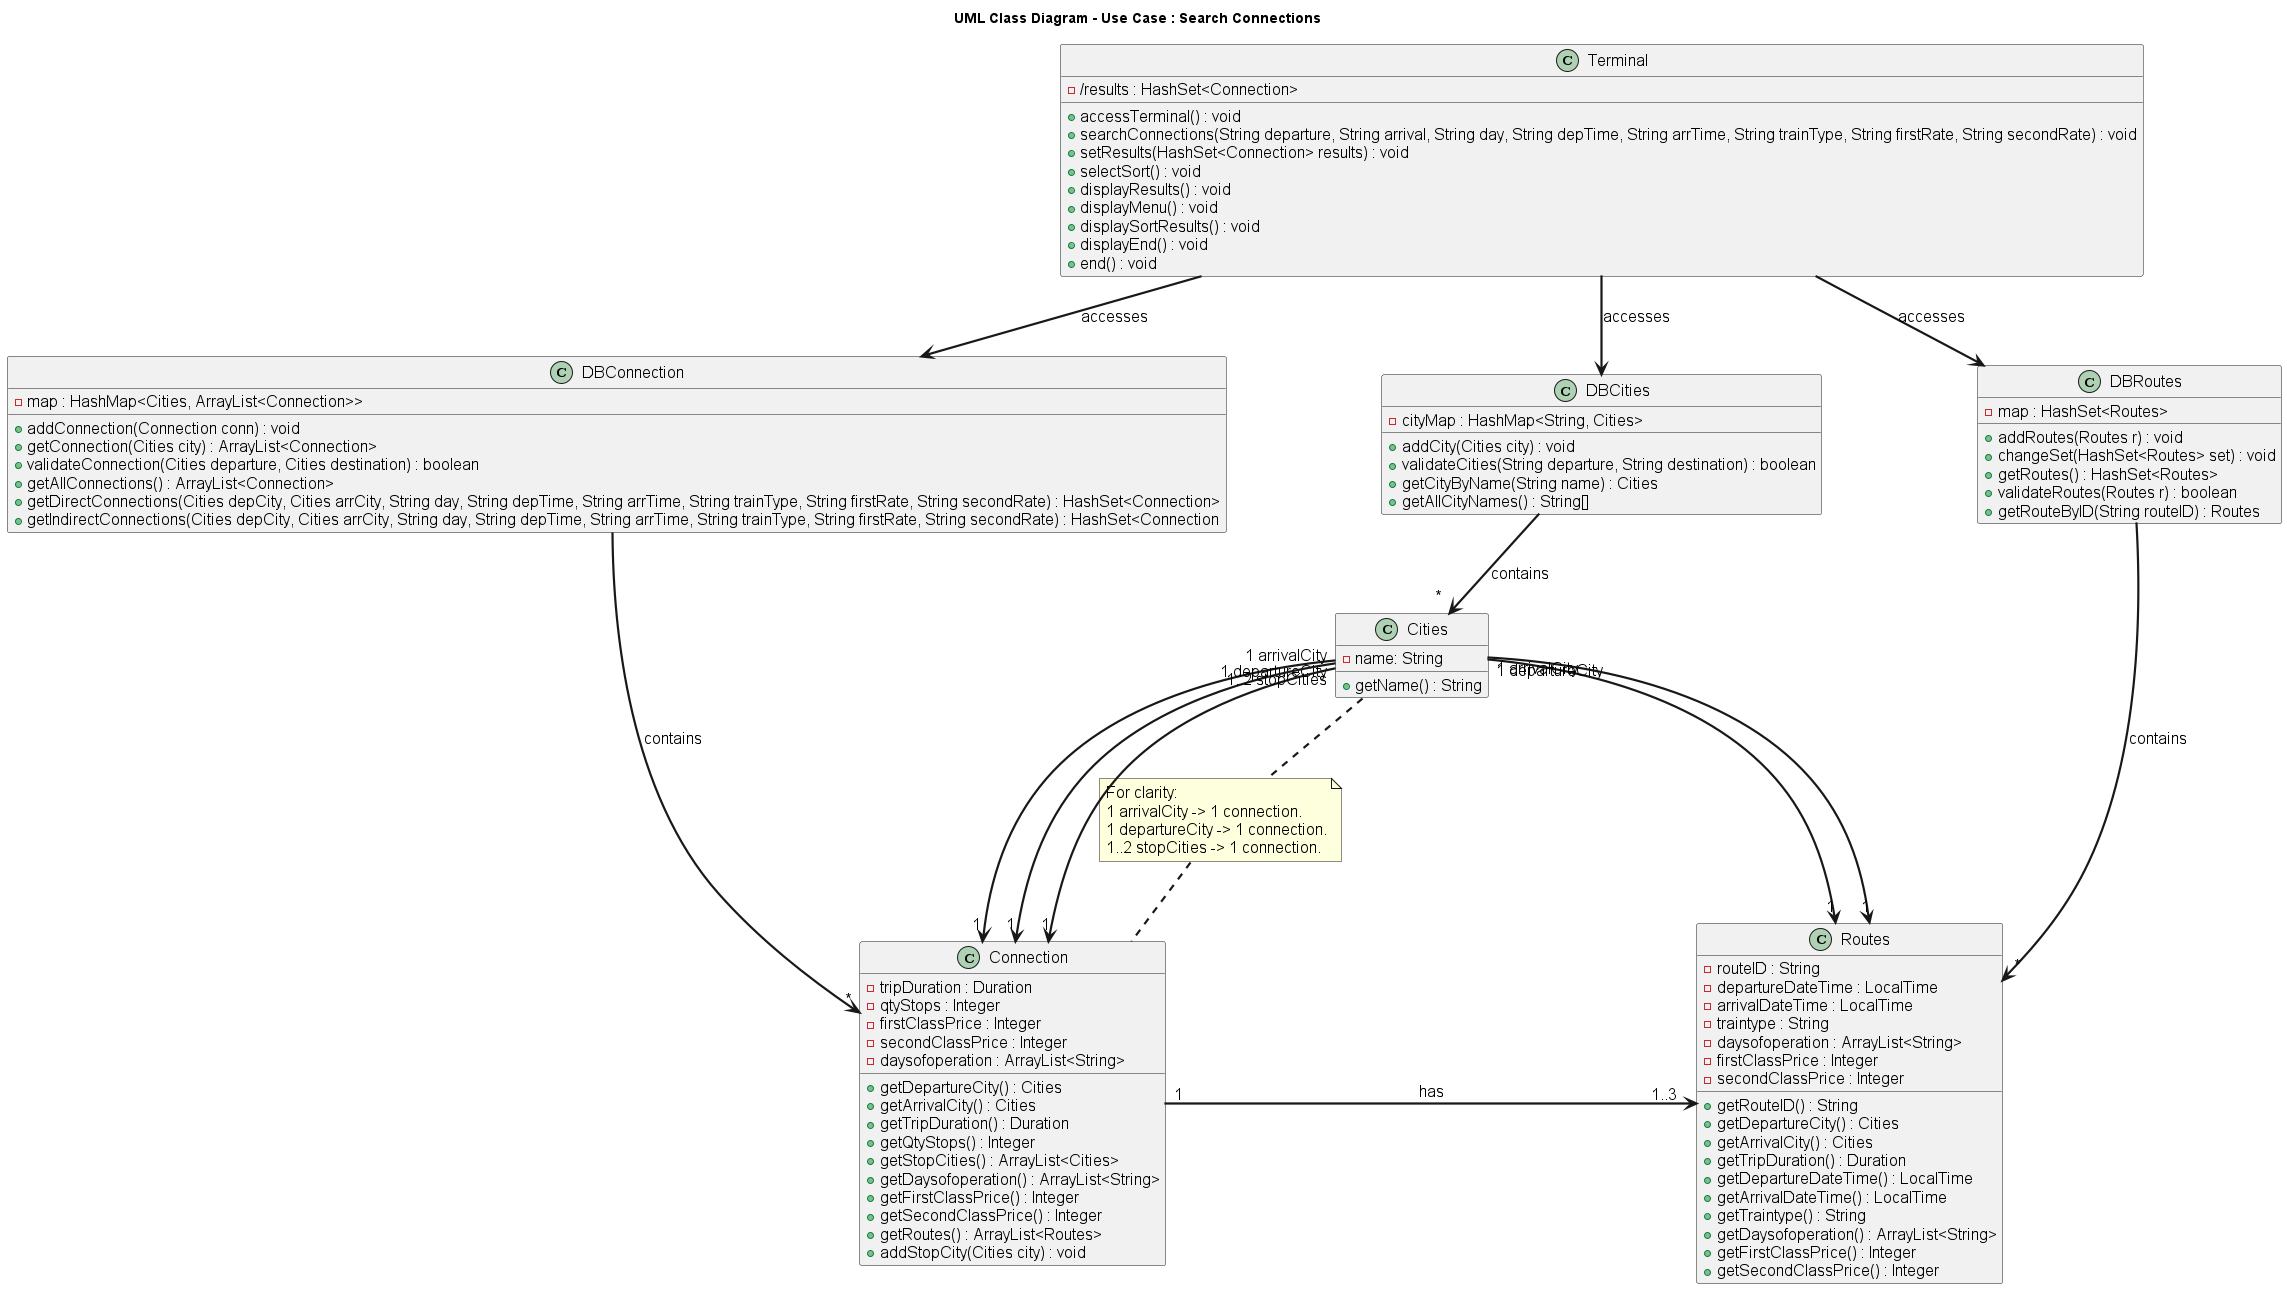 UML Class Diagram - Use Case : Search Connections
C Terminal
/results : HashSet<Connection>
accessTerminal() : void
searchConnections(String departure, String arrival, String day, String depTime, String arrTime, String trainType, String firstRate, String secondRate) : void
setResults(HashSet<Connection> results) : void
selectSort() : void
displayResults() : void
displayMenu() : void
displaySortResults() : void
displayEnd() : void
end() : void
accesses
accesses
accesses
C DBConnection
map : HashMap<Cities, ArrayList<Connection>>
addConnection(Connection conn) : void
getConnection(Cities city) : ArrayList<Connection>
validateConnection(Cities departure, Cities destination) : boolean
getAllConnections() : ArrayList<Connection>
getDirectConnections(Cities depCity, Cities arrCity, String day, String depTime, String arrTime, String trainType, String firstRate, String secondRate) : HashSet<Connection>
getIndirectConnections(Cities depCity, Cities arrCity, String day, String depTime, String arrTime, String trainType, String firstRate, String secondRate) : HashSet<Connection
C DBCities
cityMap : HashMap<String, Cities>
addCity(Cities city) : void
validateCities(String departure, String destination) : boolean
getCityByName(String name) : Cities
getAllCityNames() : String[]
C DBRoutes
map : HashSet<Routes>
addRoutes(Routes r) : void
changeSet(HashSet<Routes> set) : void
getRoutes() : HashSet<Routes>
validateRoutes(Routes r) : boolean
getRouteByID(String routeID) : Routes
contains
*
C Cities
name: String
getName() : String
1 arrivalCity
1 departureCity
1..2 stopCities
1 arrivalCity
1 departureCity
contains
contains
For clarity:
1 arrivalCity -> 1 connection.
1 departureCity -> 1 connection.
1..2 stopCities -> 1 connection.
1
1
1
1
1
*
*
C Connection
tripDuration : Duration
qtyStops : Integer
firstClassPrice : Integer
secondClassPrice : Integer
daysofoperation : ArrayList<String>
getDepartureCity() : Cities
getArrivalCity() : Cities
getTripDuration() : Duration
getQtyStops() : Integer
getStopCities() : ArrayList<Cities>
getDaysofoperation() : ArrayList<String>
getFirstClassPrice() : Integer
getSecondClassPrice() : Integer
getRoutes() : ArrayList<Routes>
addStopCity(Cities city) : void
1
has
1..3
C Routes
routeID : String
departureDateTime : LocalTime
arrivalDateTime : LocalTime
traintype : String
daysofoperation : ArrayList<String>
firstClassPrice : Integer
secondClassPrice : Integer
getRouteID() : String
getDepartureCity() : Cities
getArrivalCity() : Cities
getTripDuration() : Duration
getDepartureDateTime() : LocalTime
getArrivalDateTime() : LocalTime
getTraintype() : String
getDaysofoperation() : ArrayList<String>
getFirstClassPrice() : Integer
getSecondClassPrice() : Integer